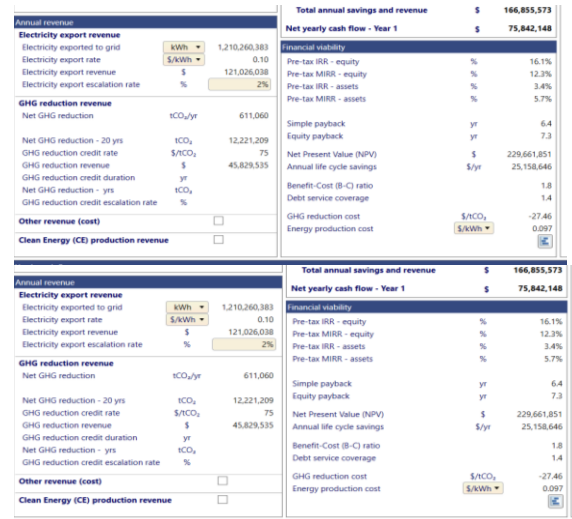 Total annual savings and revenue $ 166,855,573
Net yearly cash flow - Year 1 $ 75,842,148
Annual revenue
Electricity export revenue
Electricity exported to grid kWh 1,210,260,383
Electricity export rate $/kWh 0.10
Electricity export revenue $ 121,026,038
Electricity export escalation rate % 2%
GHG reduction revenue
Net GHG reduction tCO₂/yr 611,060
Net GHG reduction - 20 yrs tCO₂ 12,221,209
GHG reduction credit rate $/tCO₂ 75
GHG reduction revenue $ 45,829,535
GHG reduction credit duration yr
Net GHG reduction - yrs tCO₂
GHG reduction credit escalation rate %
Other revenue (cost)
Clean Energy (CE) production revenue
Financial viability
Pre-tax IRR - equity % 16.1%
Pre-tax MIRR - equity % 12.3%
Pre-tax IRR - assets % 3.4%
Pre-tax MIRR - assets % 5.7%
Simple payback yr 6.4
Equity payback yr 7.3
Net Present Value (NPV) $ 229,661,851
Annual life cycle savings $/yr 25,158,646
Benefit-Cost (B-C) ratio 1.8
Debt service coverage 1.4
GHG reduction cost $/tCO₂ -27.46
Energy production cost $/kWh 0.097
Total annual savings and revenue $ 166,855,573
Net yearly cash flow - Year 1 $ 75,842,148
Annual revenue
Electricity export revenue
Electricity exported to grid kWh 1,210,260,383
Electricity export rate $/kWh 0.10
Electricity export revenue $ 121,026,038
Electricity export escalation rate % 2%
GHG reduction revenue
Net GHG reduction tCO₂/yr 611,060
Net GHG reduction - 20 yrs tCO₂ 12,221,209
GHG reduction credit rate $/tCO₂ 75
GHG reduction revenue $ 45,829,535
GHG reduction credit duration yr
Net GHG reduction - yrs tCO₂
GHG reduction credit escalation rate %
Other revenue (cost)
Clean Energy (CE) production revenue
Financial viability
Pre-tax IRR - equity % 16.1%
Pre-tax MIRR - equity % 12.3%
Pre-tax IRR - assets % 3.4%
Pre-tax MIRR - assets % 5.7%
Simple payback yr 6.4
Equity payback yr 7.3
Net Present Value (NPV) $ 229,661,851
Annual life cycle savings $/yr 25,158,646
Benefit-Cost (B-C) ratio 1.8
Debt service coverage 1.4
GHG reduction cost $/tCO₂ -27.46
Energy production cost $/kWh 0.097